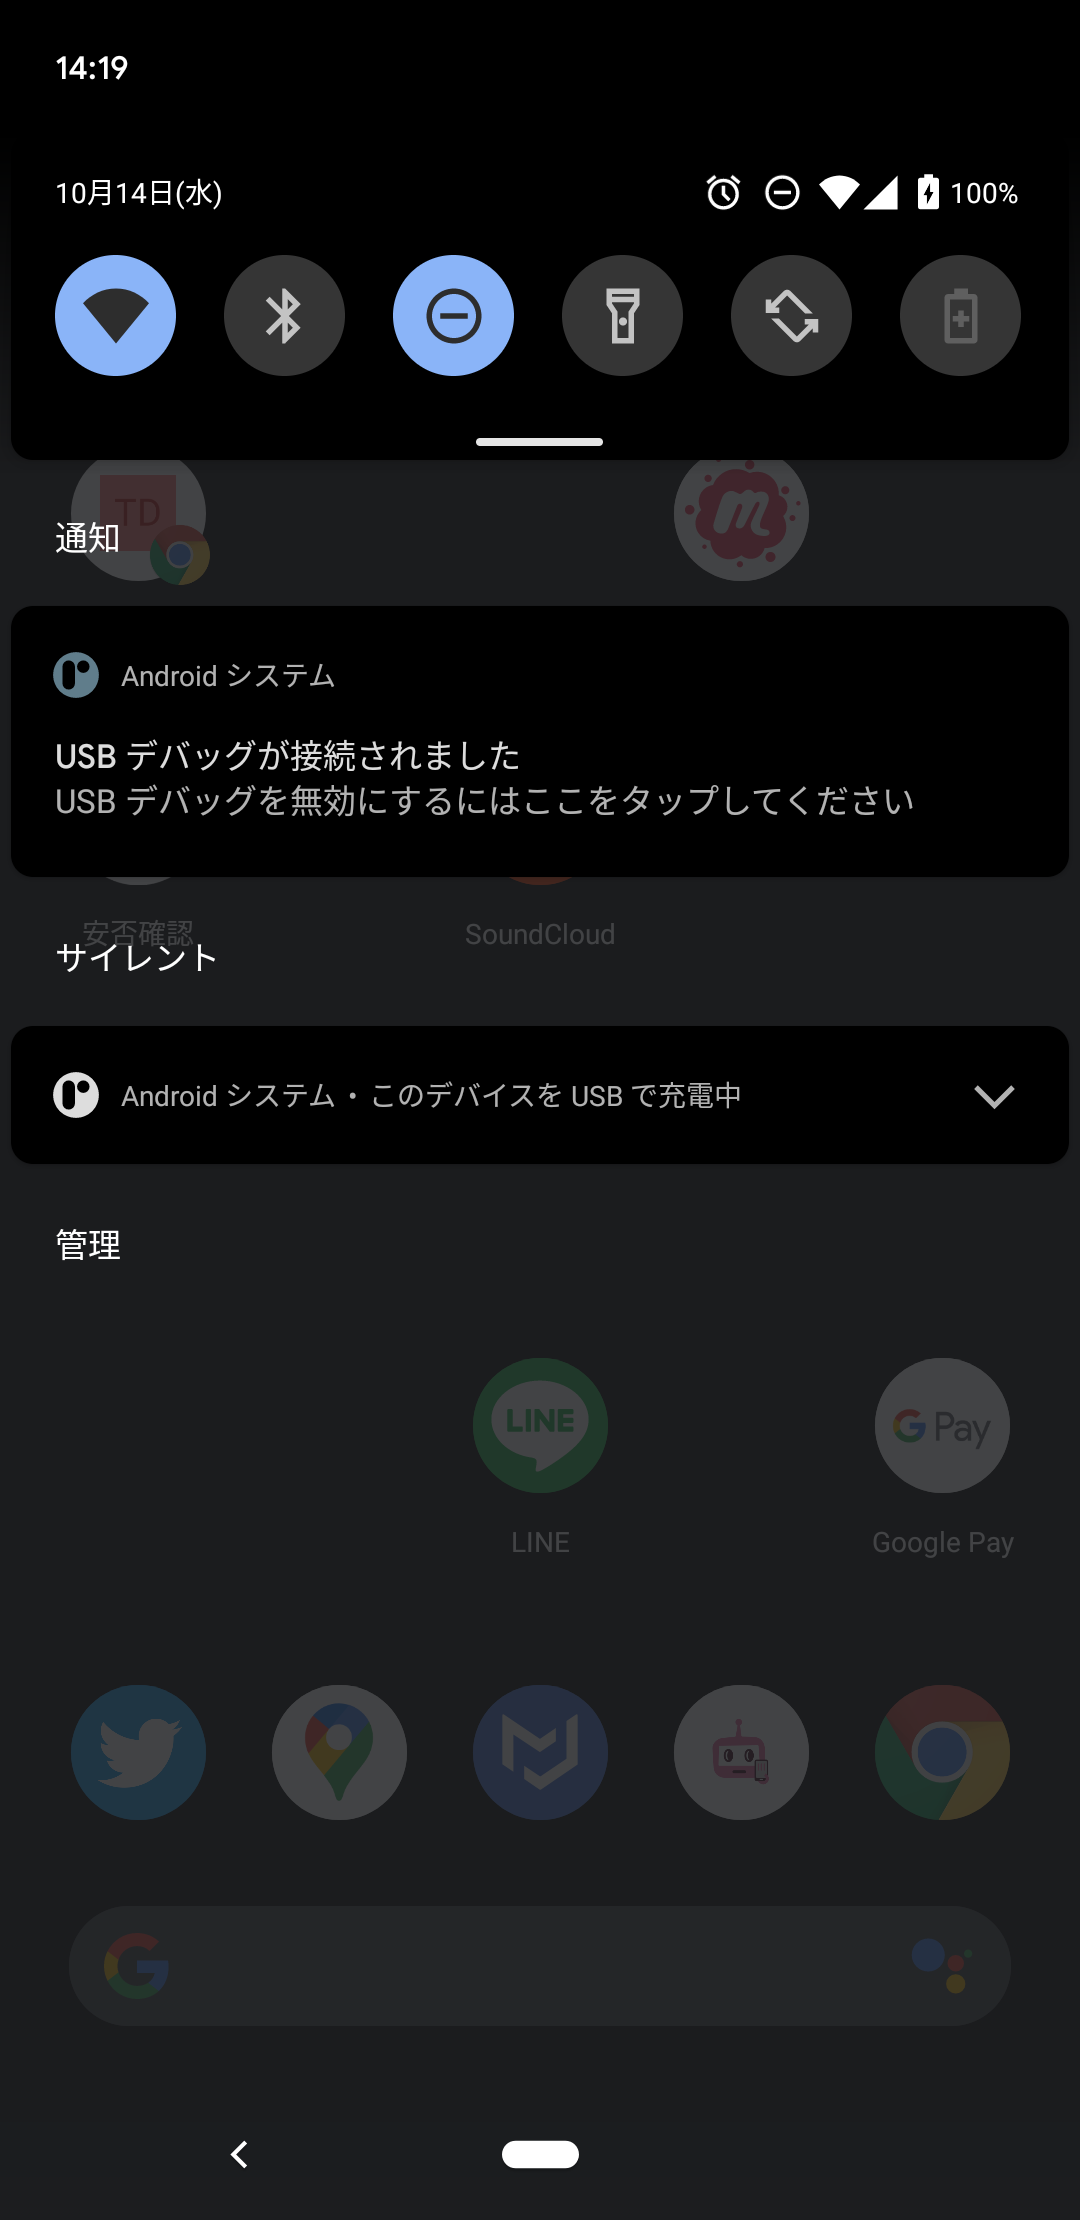 14:19
10月14日(水)
100%
TD
通知
Android システム
USB デバッグが接続されました
USB デバッグを無効にするにはここをタップしてください
安否確認
SoundCloud
サイレント
Android システム・このデバイスを USB で充電中
管理
LINE
G Pay
LINE
Google Pay